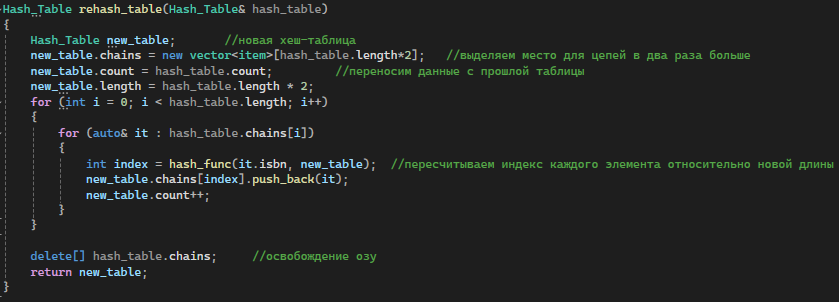 Hash_Table rehash_table(Hash_Table& hash_table)
{
Hash_Table new_table; //новая хеш-таблица
new_table.chains = new vector<item>[hash_table.length*2]; //выделяем место для цепей в два раза больше
new_table.count = hash_table.count; //переносим данные с прошлой таблицы
new_table.length = hash_table.length * 2;
for (int i = 0; i < hash_table.length; i++)
{
for (auto& it : hash_table.chains[i])
{
int index = hash_func(it.isbn, new_table); //пересчитываем индекс каждого элемента относительно новой длины
new_table.chains[index].push_back(it);
new_table.count++;
}
}
delete[] hash_table.chains; //освобождение озу
return new_table;
}